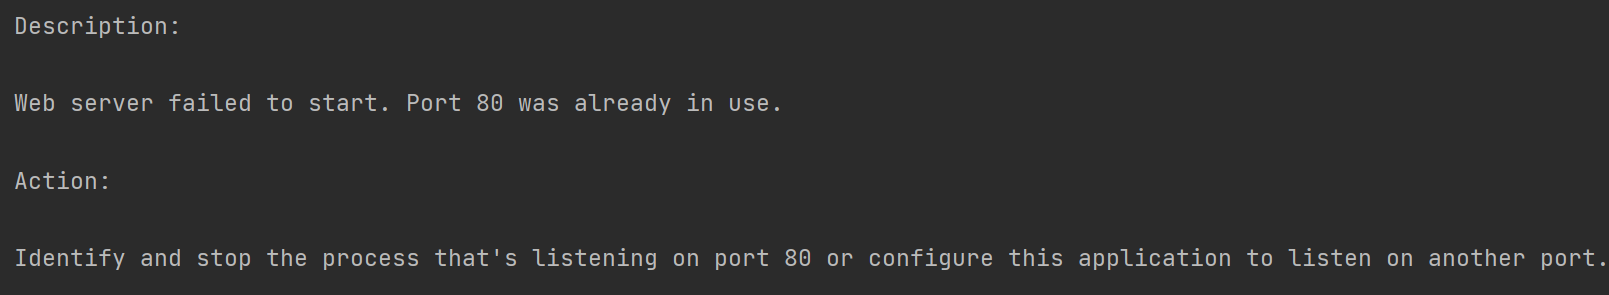 Description:
Web server failed to start. Port 80 was already in use.
Action:
Identify and stop the process that's listening on port 80 or configure this application to listen on another port.